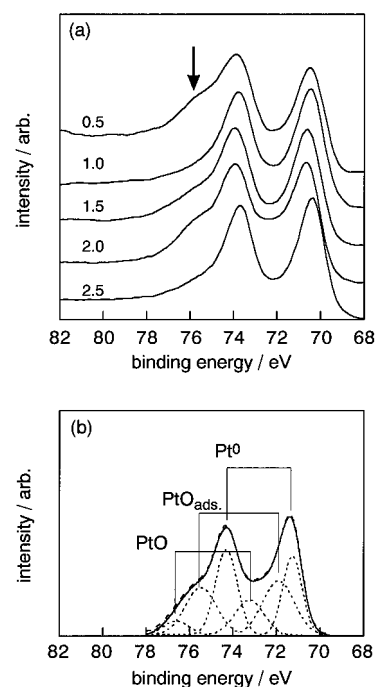 (a)
intensity / arb.
0.5
1.0
1.5
2.0
2.5
82 80 78 76 74 72 70 68
binding energy / eV
(b)
intensity / arb.
Pt⁰
PtOads.
PtO
82 80 78 76 74 72 70 68
binding energy / eV